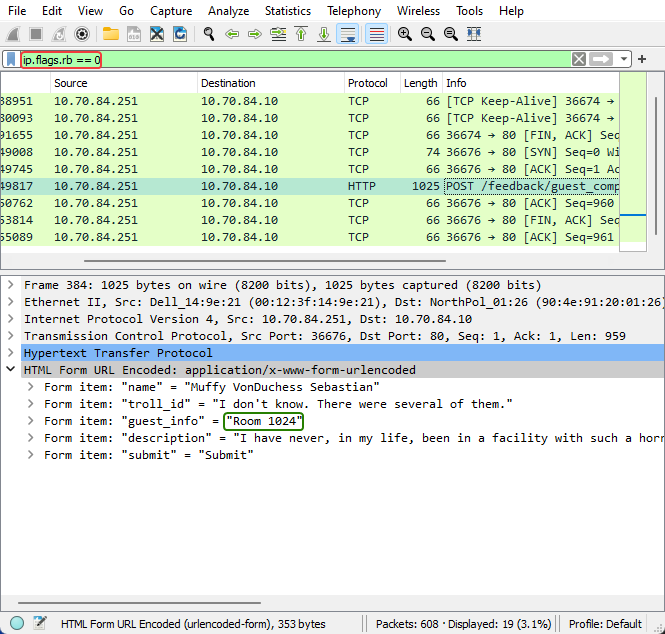 File Edit View Go Capture Analyze Statistics Telephony Wireless Tools Help
ip.flags.rb == 0
Source Destination Protocol Length Info
38951 10.70.84.251 10.70.84.10 TCP 66 [TCP Keep-Alive] 36674 →
80093 10.70.84.251 10.70.84.10 TCP 66 [TCP Keep-Alive] 36674 →
91655 10.70.84.251 10.70.84.10 TCP 66 36674 → 80 [FIN, ACK] Seq
49008 10.70.84.251 10.70.84.10 TCP 74 36676 → 80 [SYN] Seq=0 Wi
49745 10.70.84.251 10.70.84.10 TCP 66 36676 → 80 [ACK] Seq=1 Ac
49817 10.70.84.251 10.70.84.10 HTTP 1025 POST /feedback/guest_comp
50762 10.70.84.251 10.70.84.10 TCP 66 36676 → 80 [ACK] Seq=960
53814 10.70.84.251 10.70.84.10 TCP 66 36676 → 80 [FIN, ACK] Seq
55089 10.70.84.251 10.70.84.10 TCP 66 36676 → 80 [ACK] Seq=961
Frame 384: 1025 bytes on wire (8200 bits), 1025 bytes captured (8200 bits)
Ethernet II, Src: Dell_14:9e:21 (00:12:3f:14:9e:21), Dst: NorthPol_01:26 (90:4e:91:20:01:26)
Internet Protocol Version 4, Src: 10.70.84.251, Dst: 10.70.84.10
Transmission Control Protocol, Src Port: 36676, Dst Port: 80, Seq: 1, Ack: 1, Len: 959
Hypertext Transfer Protocol
HTML Form URL Encoded: application/x-www-form-urlencoded
Form item: "name" = "Muffy VonDuchess Sebastian"
Form item: "troll_id" = "I don't know. There were several of them."
Form item: "guest_info" = "Room 1024"
Form item: "description" = "I have never, in my life, been in a facility with such a horr
Form item: "submit" = "Submit"
HTML Form URL Encoded (urlencoded-form), 353 bytes Packets: 608 · Displayed: 19 (3.1%) Profile: Default